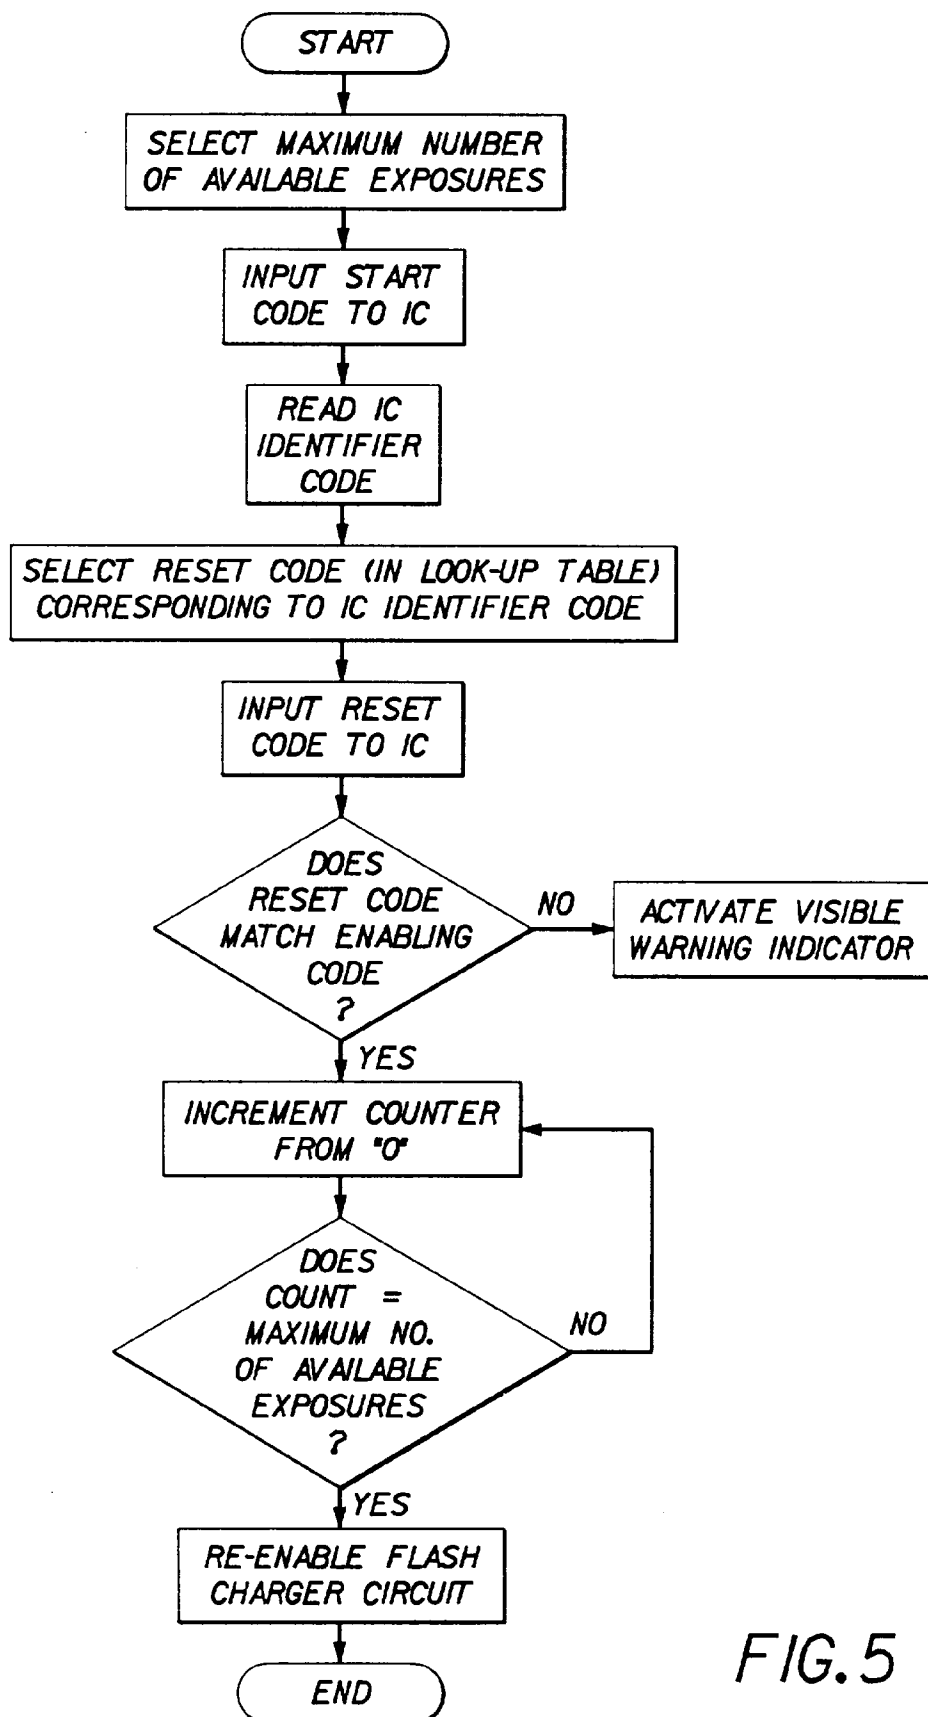 START
SELECT MAXIMUM NUMBER
OF AVAILABLE EXPOSURES
INPUT START
CODE TO IC
READ IC
IDENTIFIER
CODE
SELECT RESET CODE (IN LOOK-UP TABLE)
CORRESPONDING TO IC IDENTIFIER CODE
INPUT RESET
CODE TO IC
DOES
RESET CODE
MATCH ENABLING
CODE
?
NO
ACTIVATE VISIBLE
WARNING INDICATOR
YES
INCREMENT COUNTER
FROM "0"
DOES
COUNT =
MAXIMUM NO.
OF AVAILABLE
EXPOSURES
?
NO
YES
RE-ENABLE FLASH
CHARGER CIRCUIT
END
FIG. 5